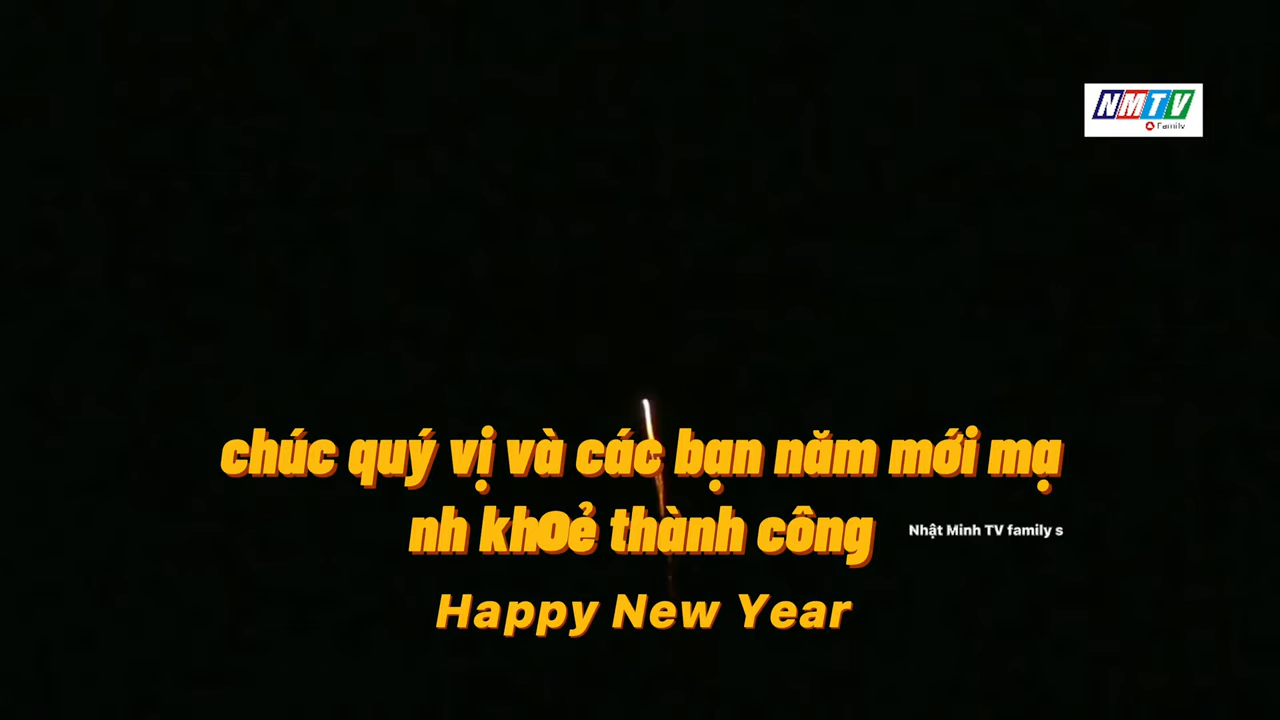 NMTV
Family
chúc quý vị và các bạn năm mới mạ
nh khoẻ thành công
Nhật Minh TV family s
Happy New Year